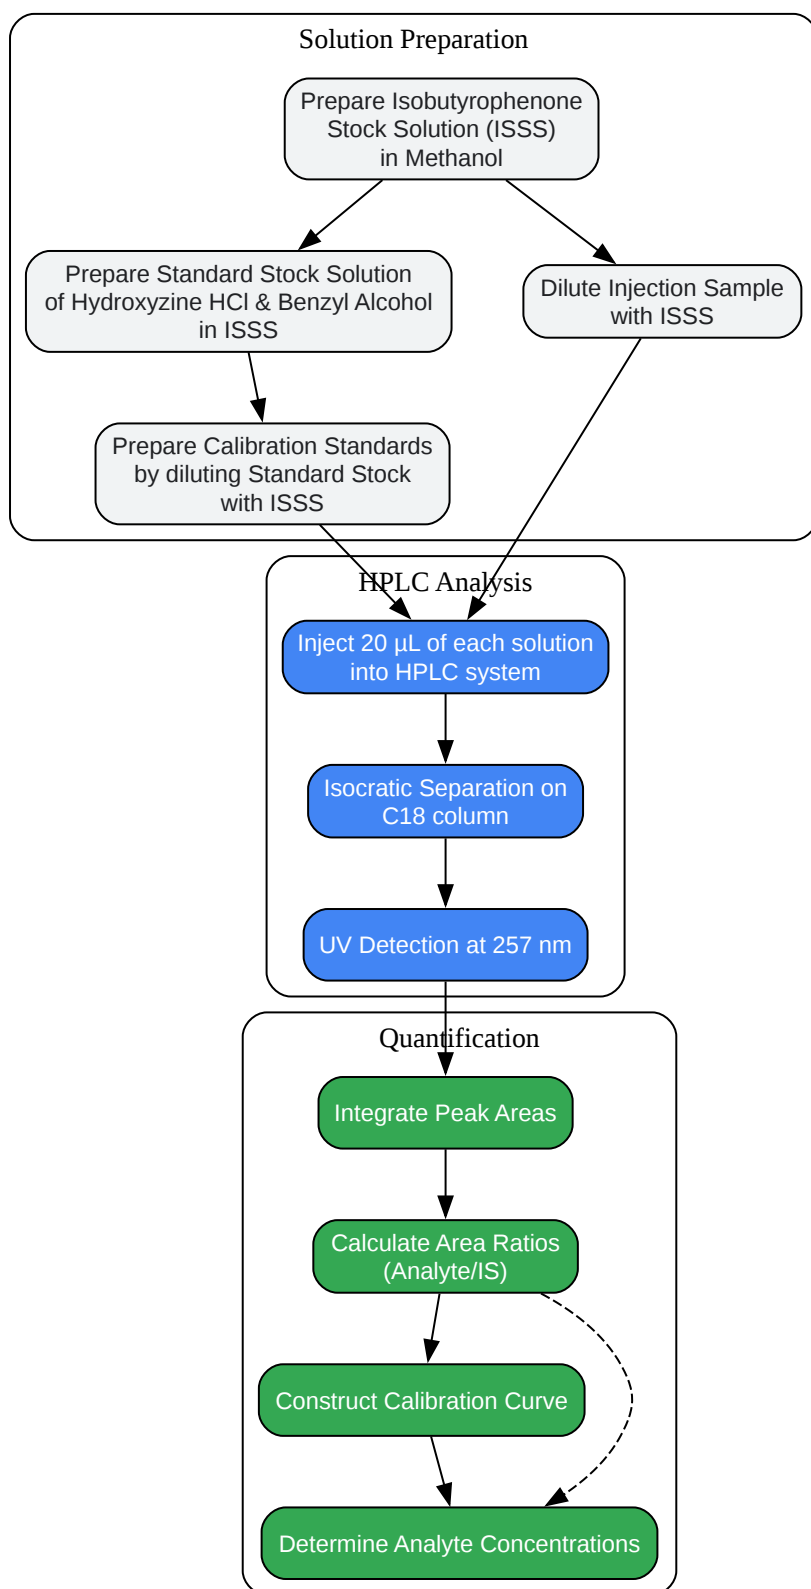 Solution Preparation
Prepare Isobutyrophenone
Stock Solution (ISSS)
in Methanol
Prepare Standard Stock Solution
of Hydroxyzine HCl & Benzyl Alcohol
in ISSS
Dilute Injection Sample
with ISSS
Prepare Calibration Standards
by diluting Standard Stock
with ISSS
HPLC Analysis
Inject 20 µL of each solution
into HPLC system
Isocratic Separation on
C18 column
UV Detection at 257 nm
Quantification
Integrate Peak Areas
Calculate Area Ratios
(Analyte/IS)
Construct Calibration Curve
Determine Analyte Concentrations